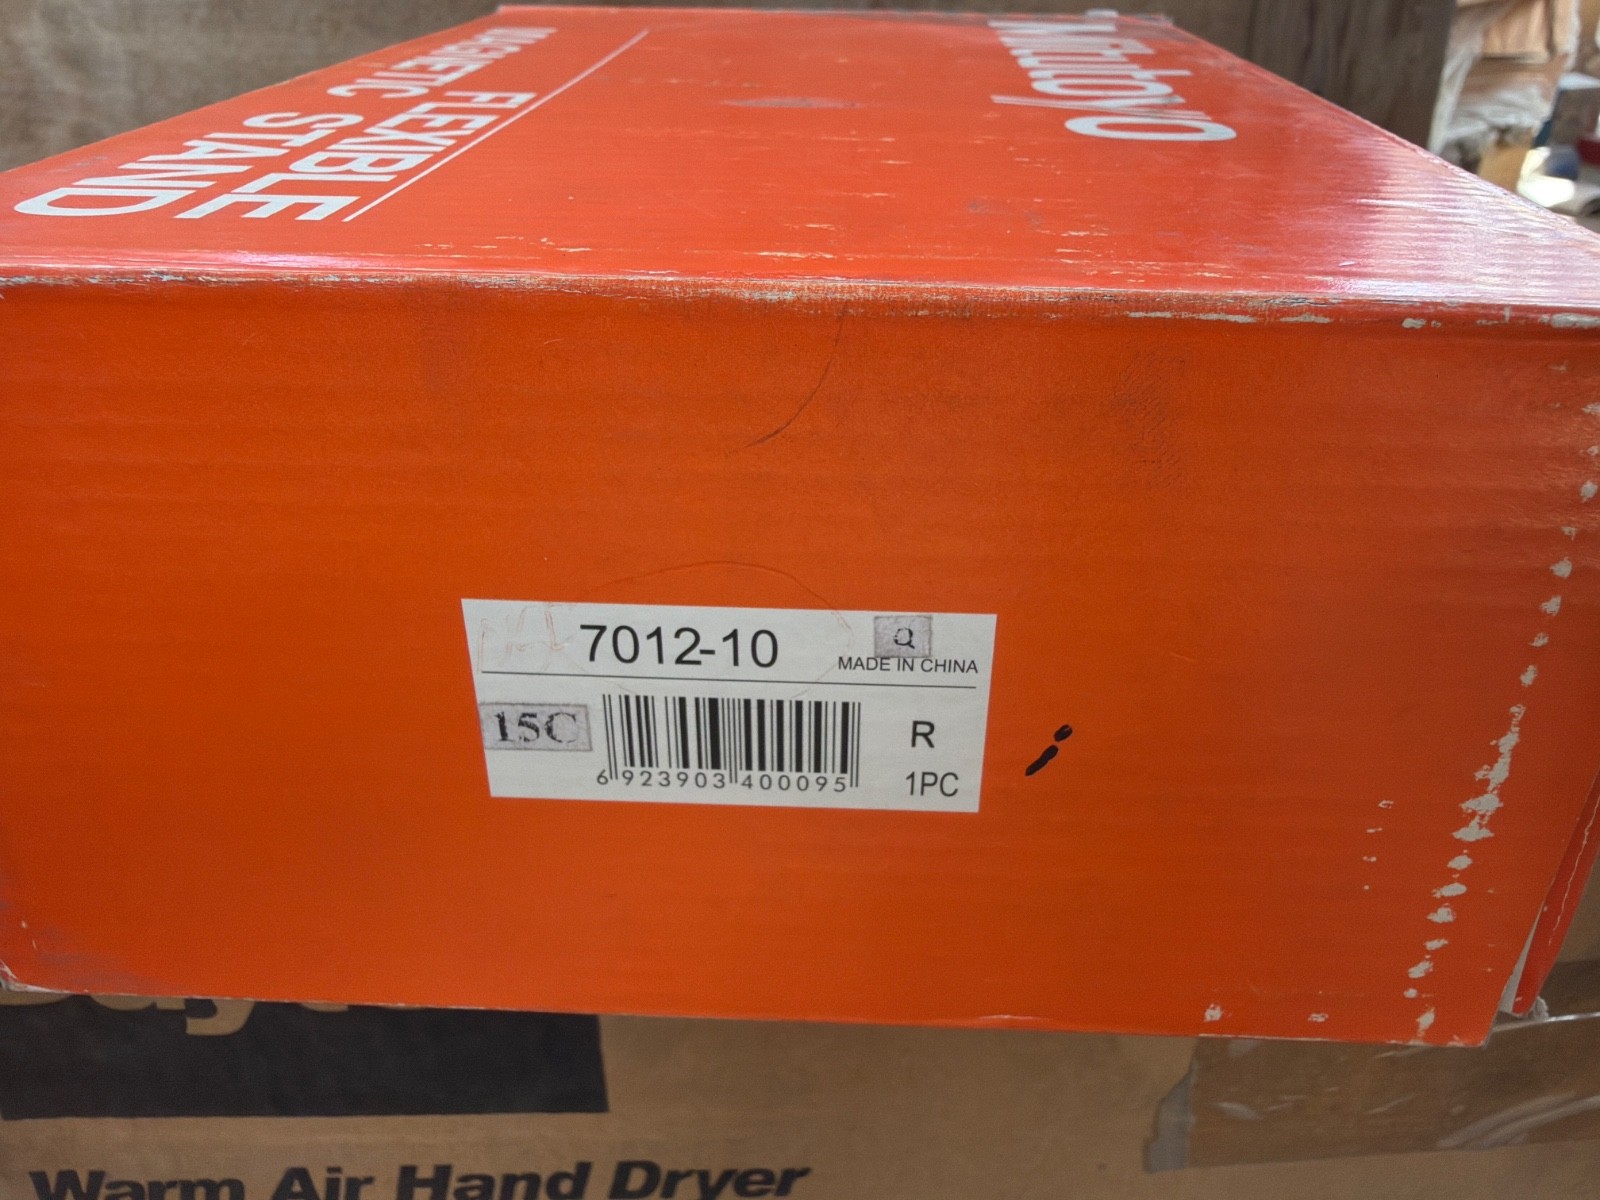 Mitutoyo
FLEXIBLE
MAGNETIC STAND
7012-10
Q
MADE IN CHINA
15C
6 923903 400095
R
1PC
Warm Air Hand Dryer